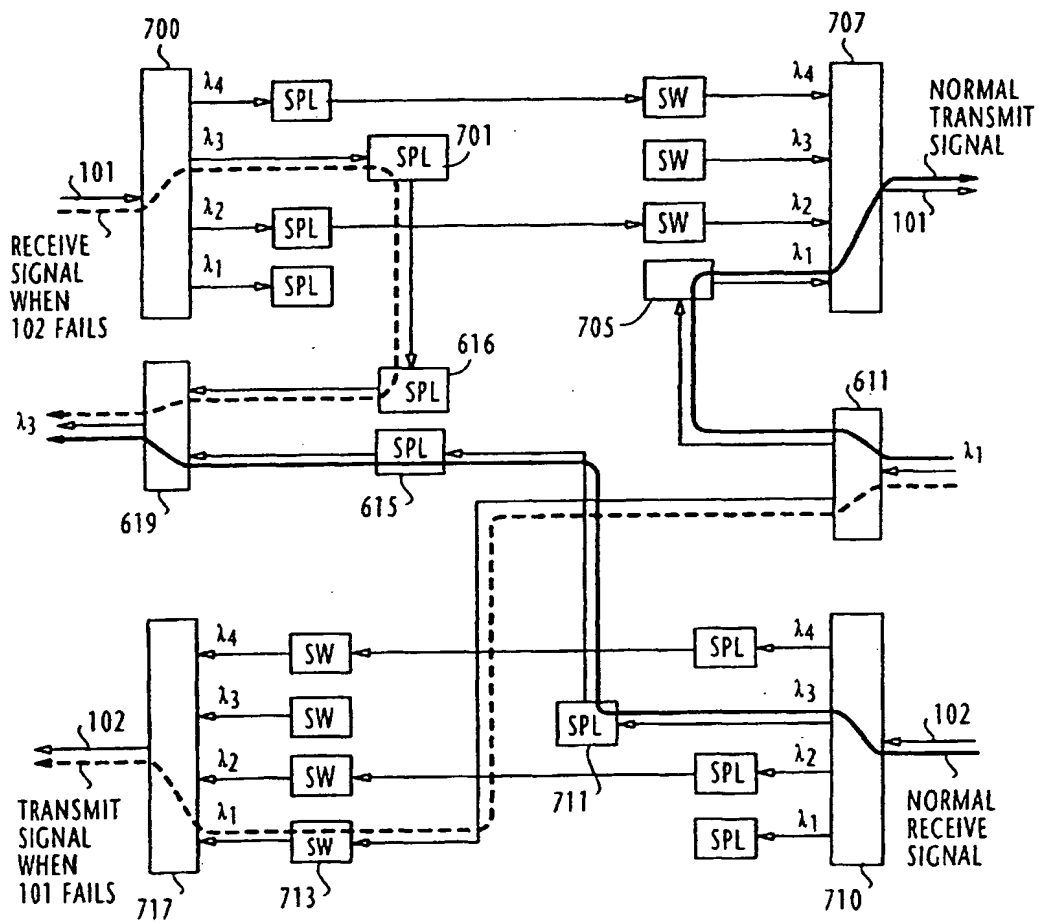 700
707
λ4
SPL
SW
λ4
NORMAL
TRANSMIT
SIGNAL
λ3
SPL
701
SW
λ3
101
λ2
SPL
SW
λ2
101
RECEIVE
SIGNAL
WHEN
102 FAILS
λ1
SPL
λ1
705
616
SPL
611
λ3
SPL
λ1
619
615
λ4
SW
SPL
λ4
λ3
SW
SPL
λ3
102
102
λ2
SW
711
SPL
λ2
TRANSMIT
SIGNAL
WHEN
101 FAILS
λ1
SW
SPL
λ1
NORMAL
RECEIVE
SIGNAL
713
717
710